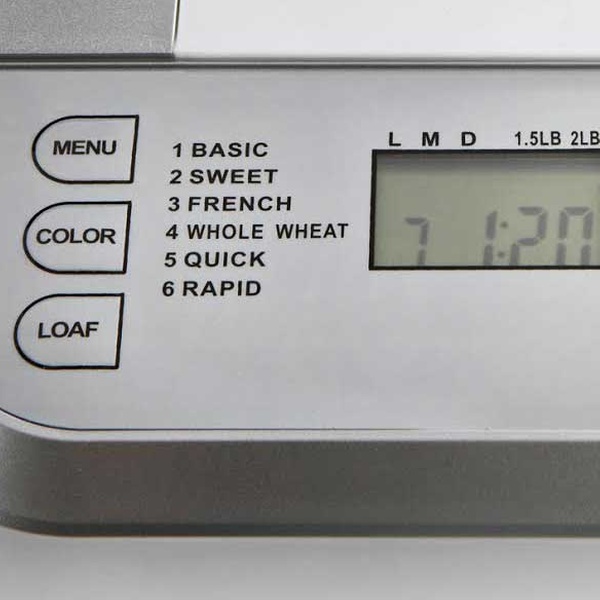 MENU
COLOR
LOAF
1 BASIC
2 SWEET
3 FRENCH
4 WHOLE WHEAT
5 QUICK
6 RAPID
L M D 1.5LB 2LB
7 1:20